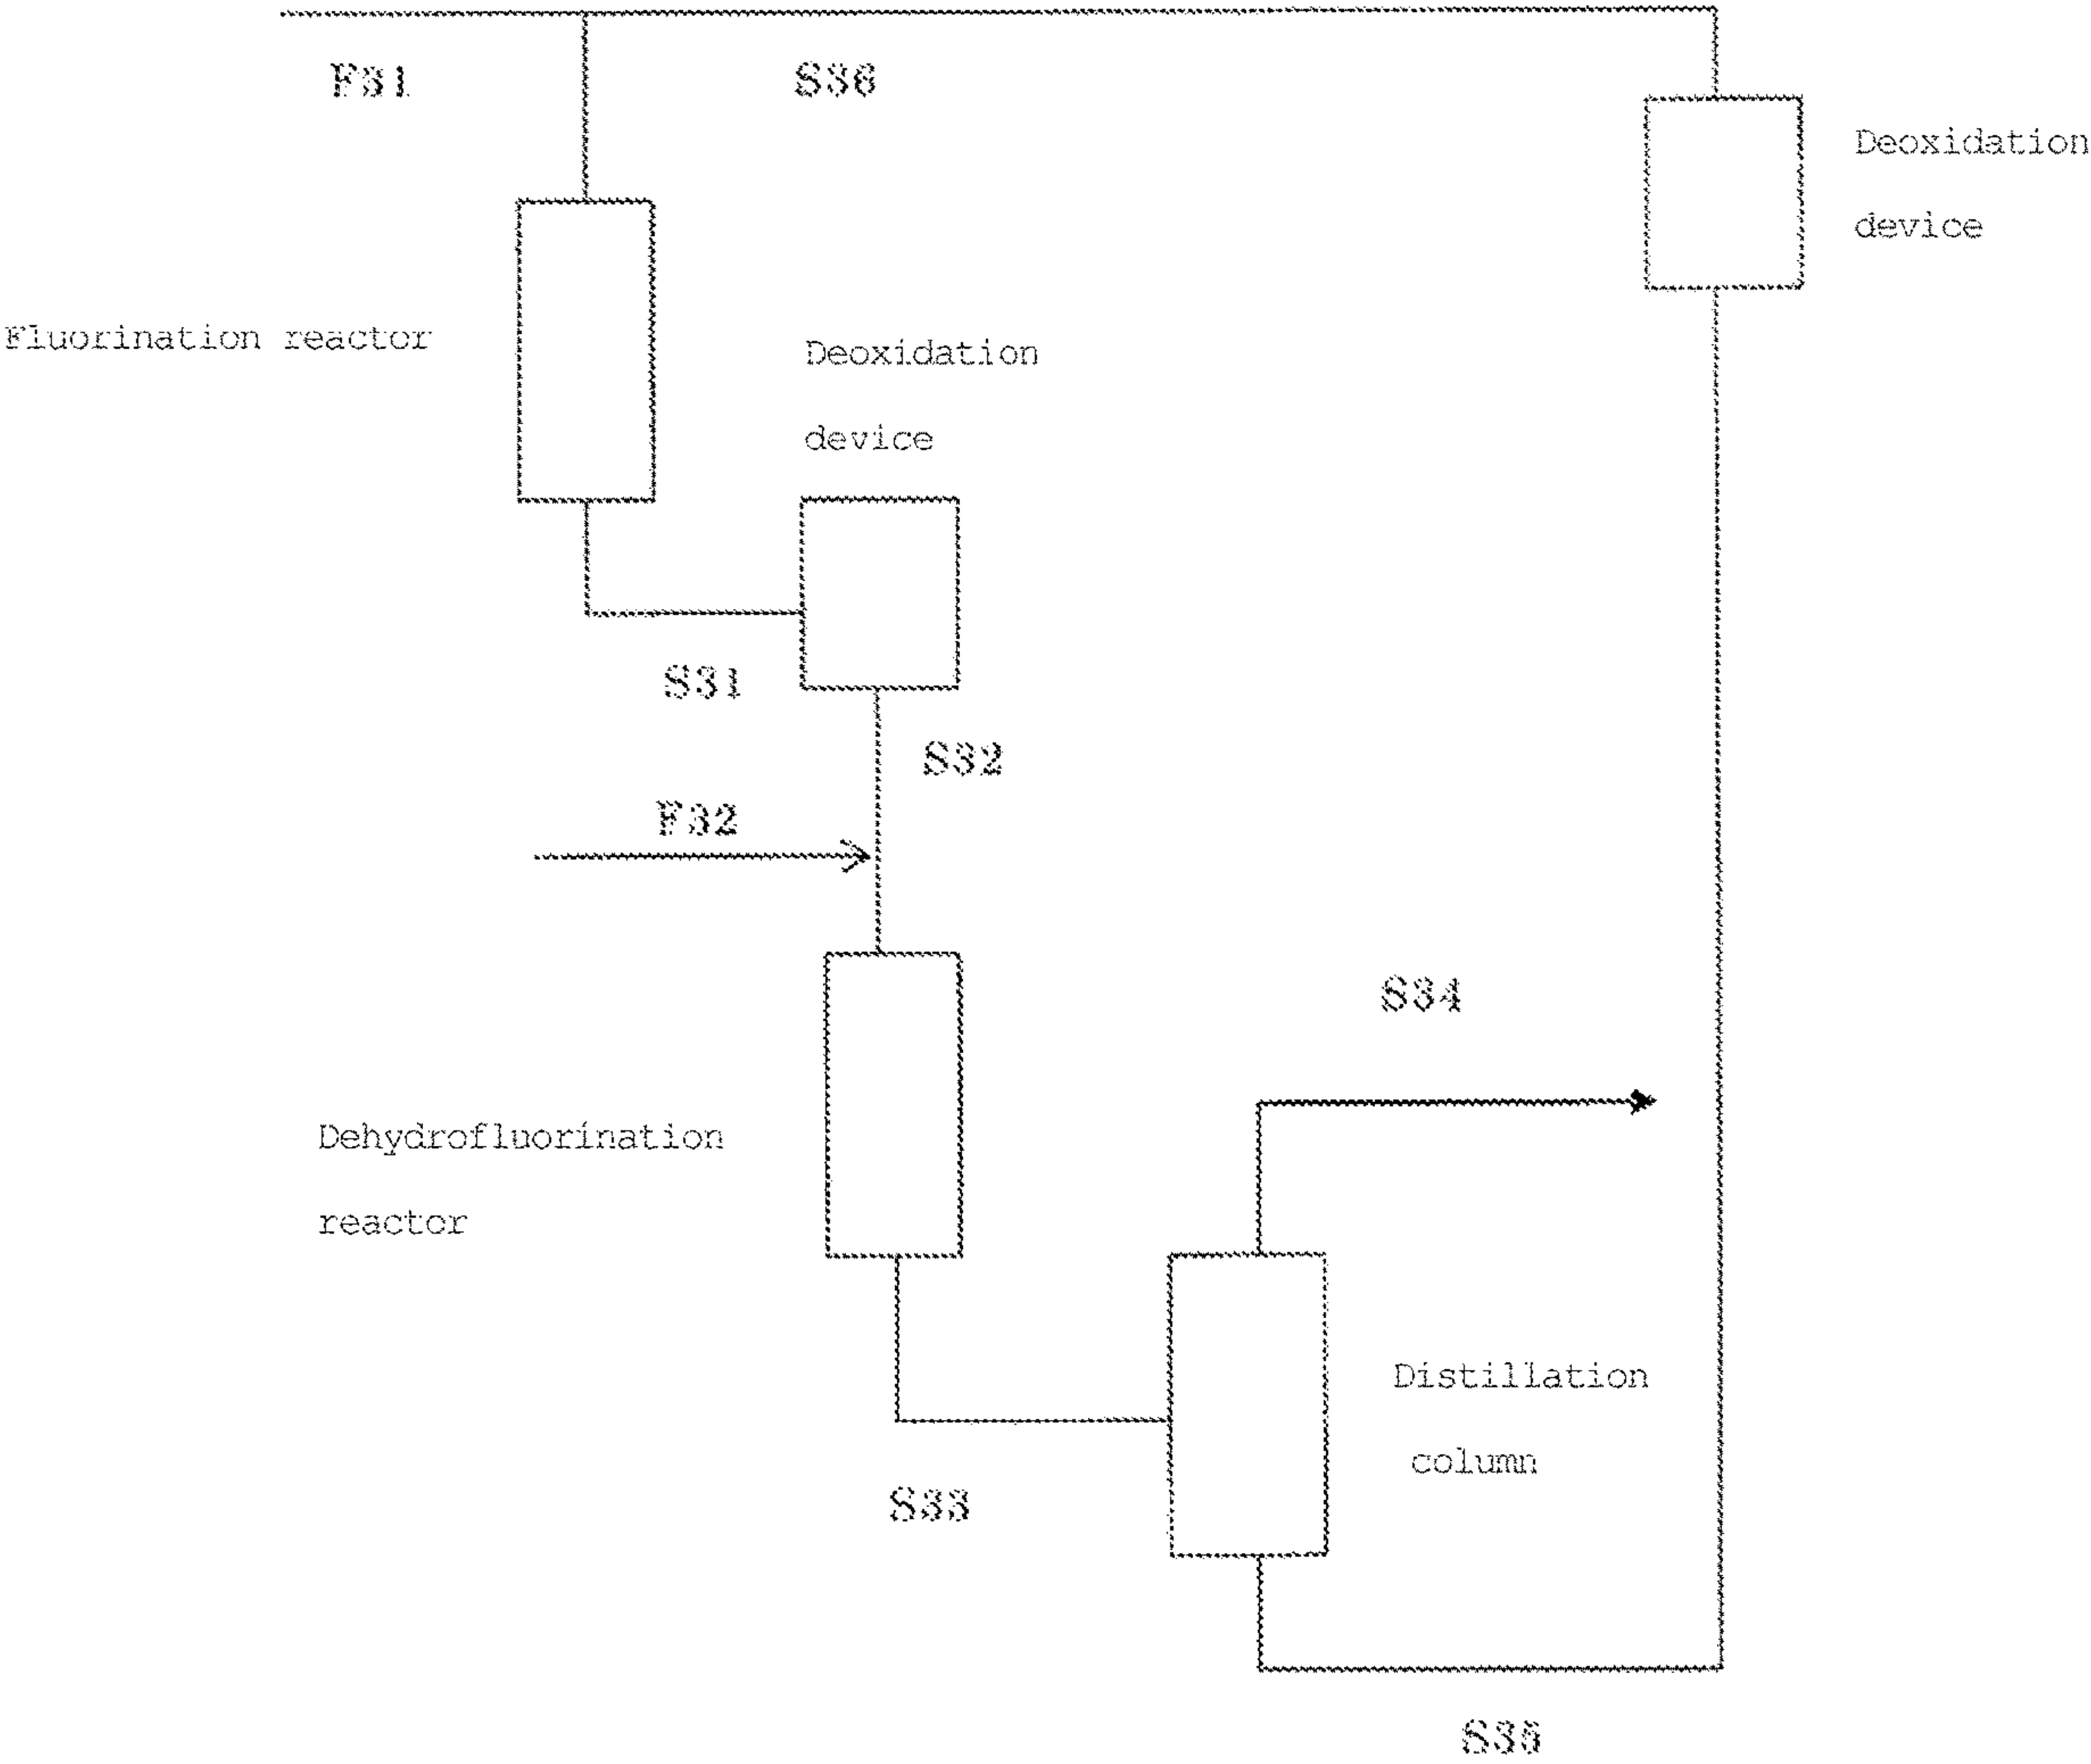 F31
S36
Deoxidation
device
Fluorination reactor
Deoxidation
device
S31
S32
F32
S34
Dehydrofluorination
reactor
Distillation
column
S33
S35